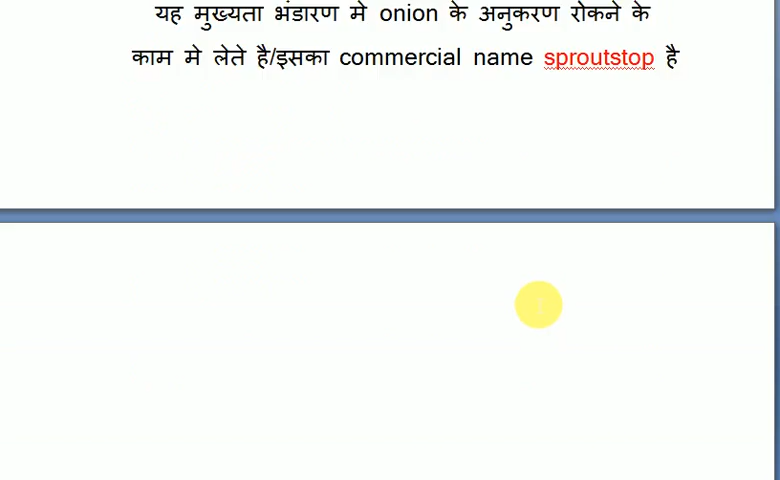 यह मुख्यता भंडारण मे onion के अनुकरण रोकने के
काम मे लेते है/इसका commercial name sproutstop है